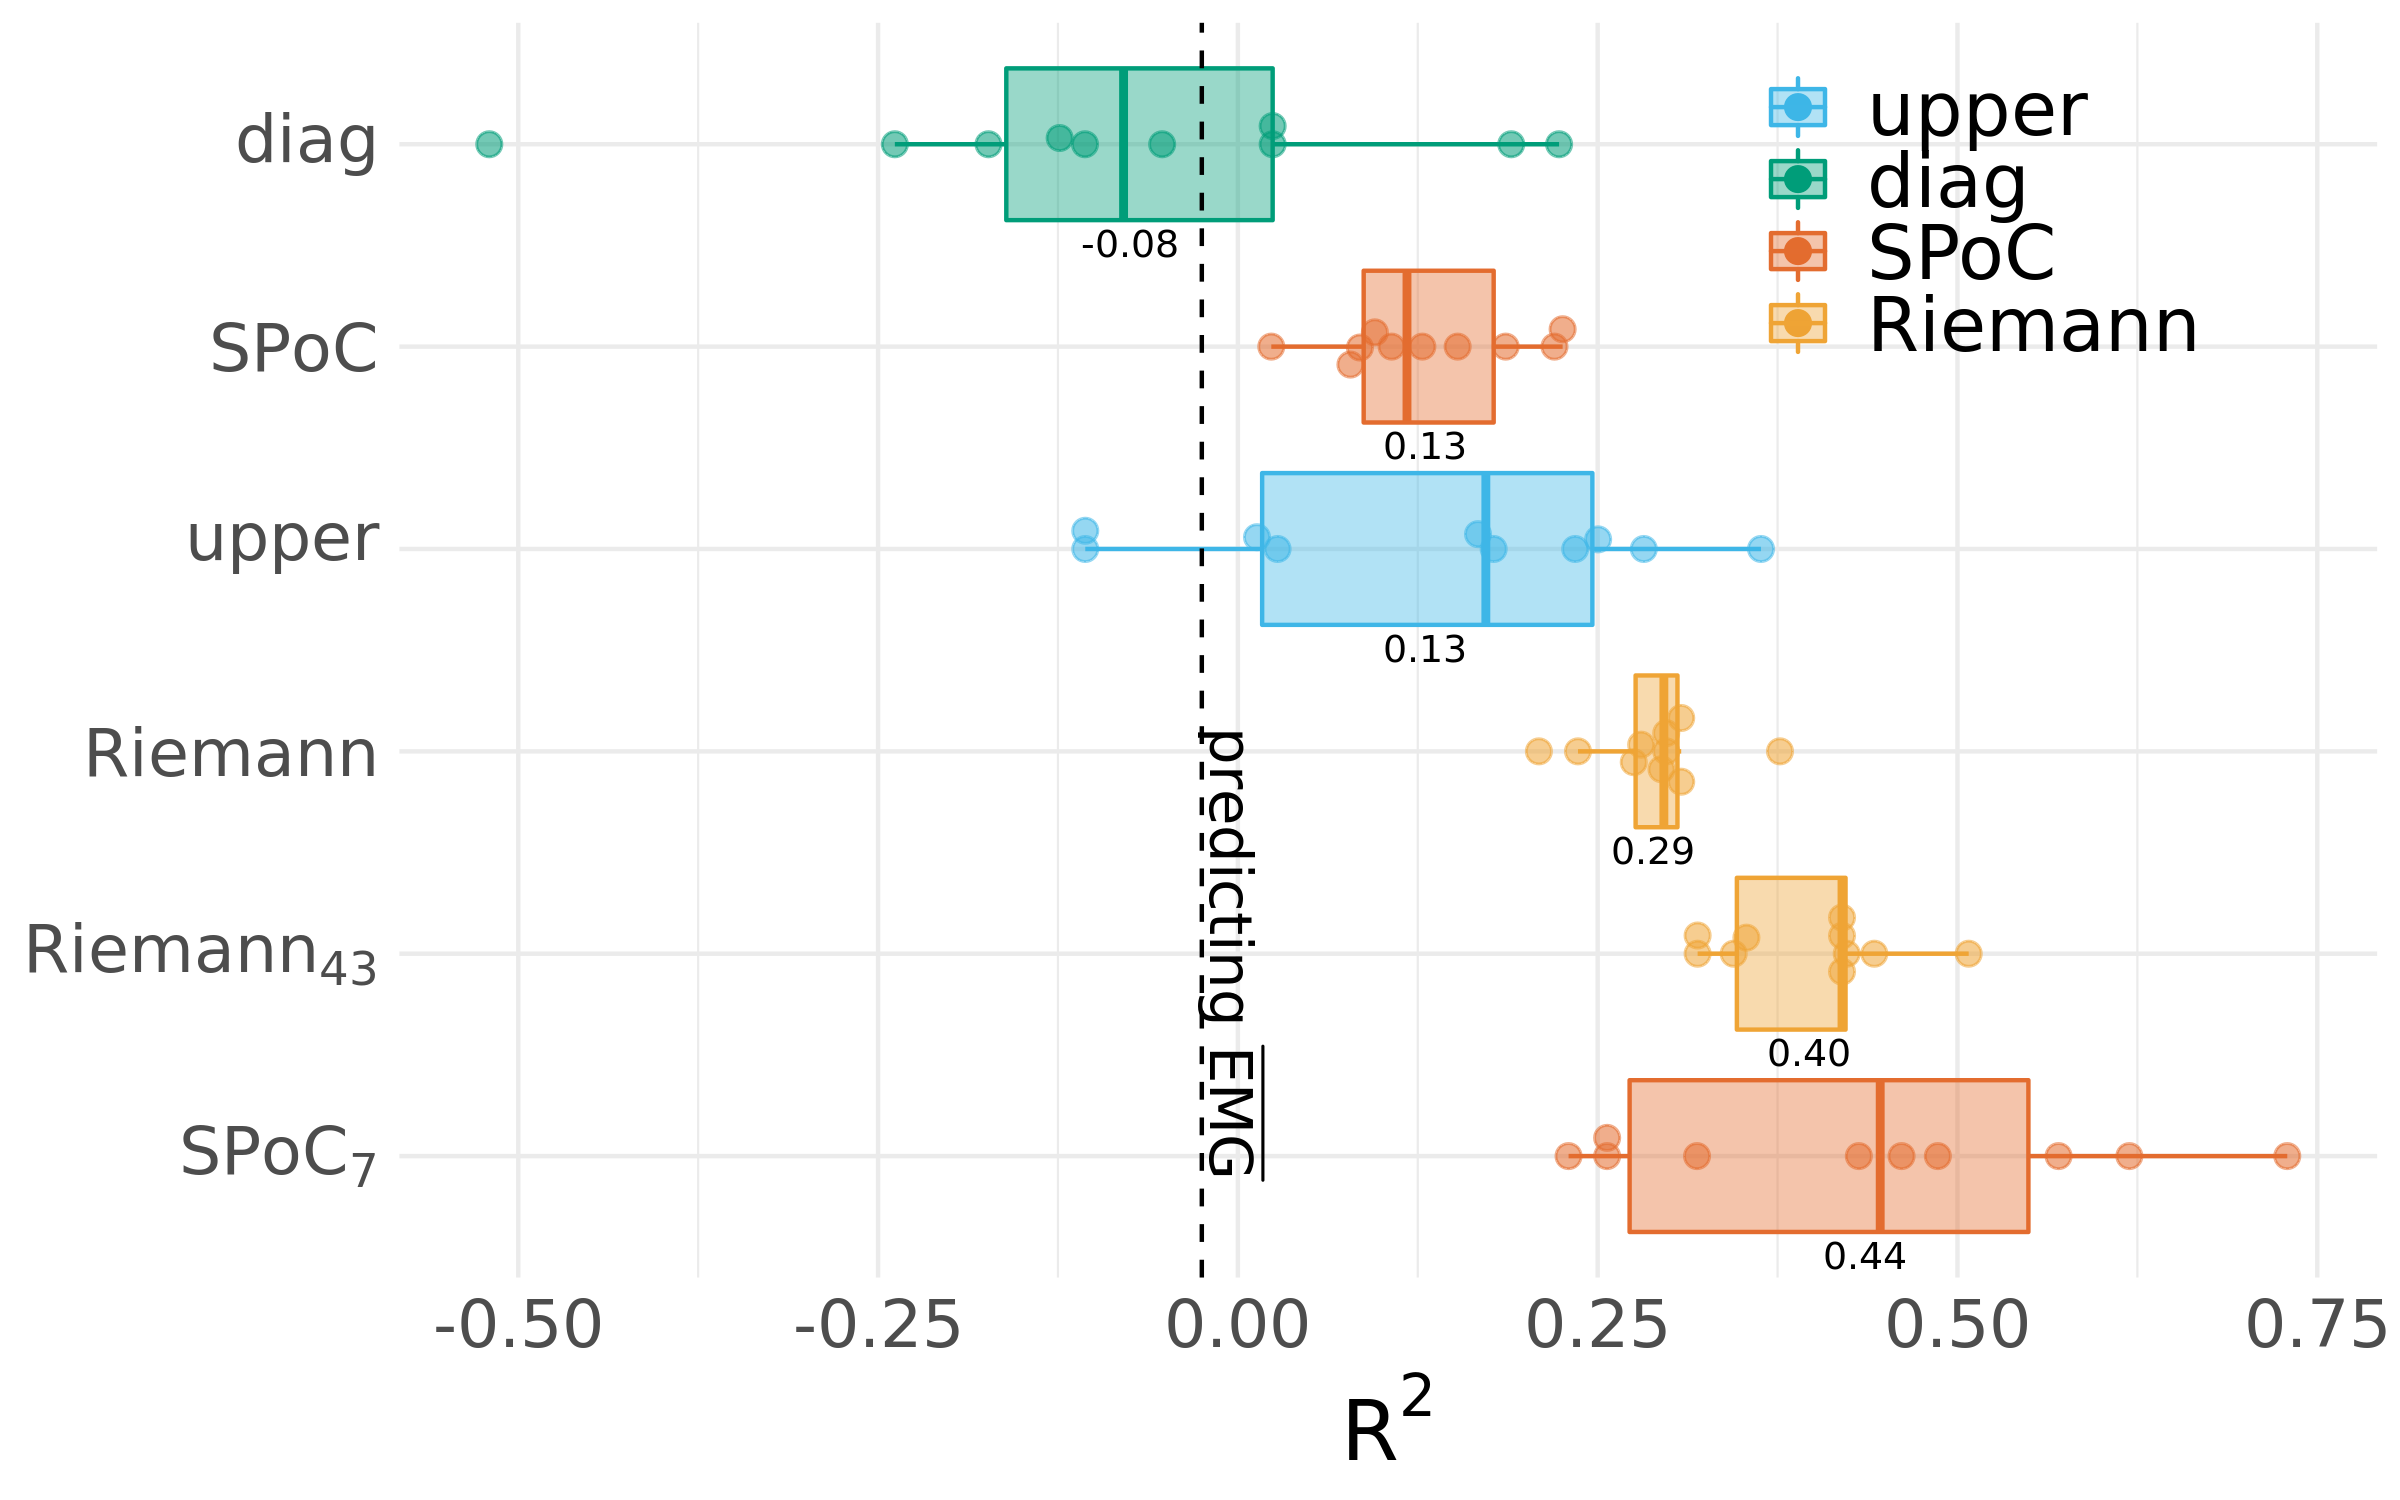 diag
SPoC
upper
Riemann
Riemann₄₃
SPoC₇
-0.08
0.13
0.13
0.29
0.40
0.44
predicting EMG
upper
diag
SPoC
Riemann
-0.50 -0.25 0.00 0.25 0.50 0.75
R²